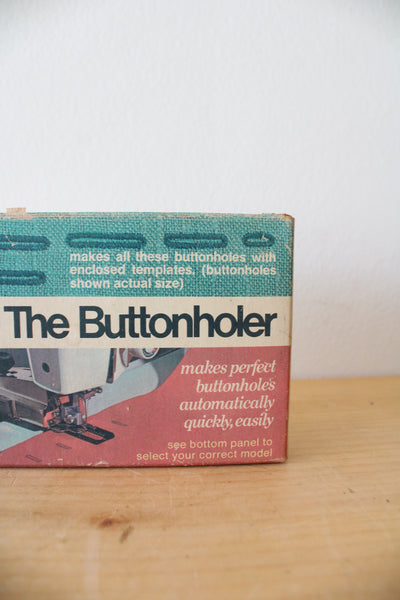 makes all these buttonholes with
enclosed templates. (buttonholes
shown actual size)
The Buttonholer
makes perfect
buttonholes
automatically
quickly, easily
see bottom panel to
select your correct model